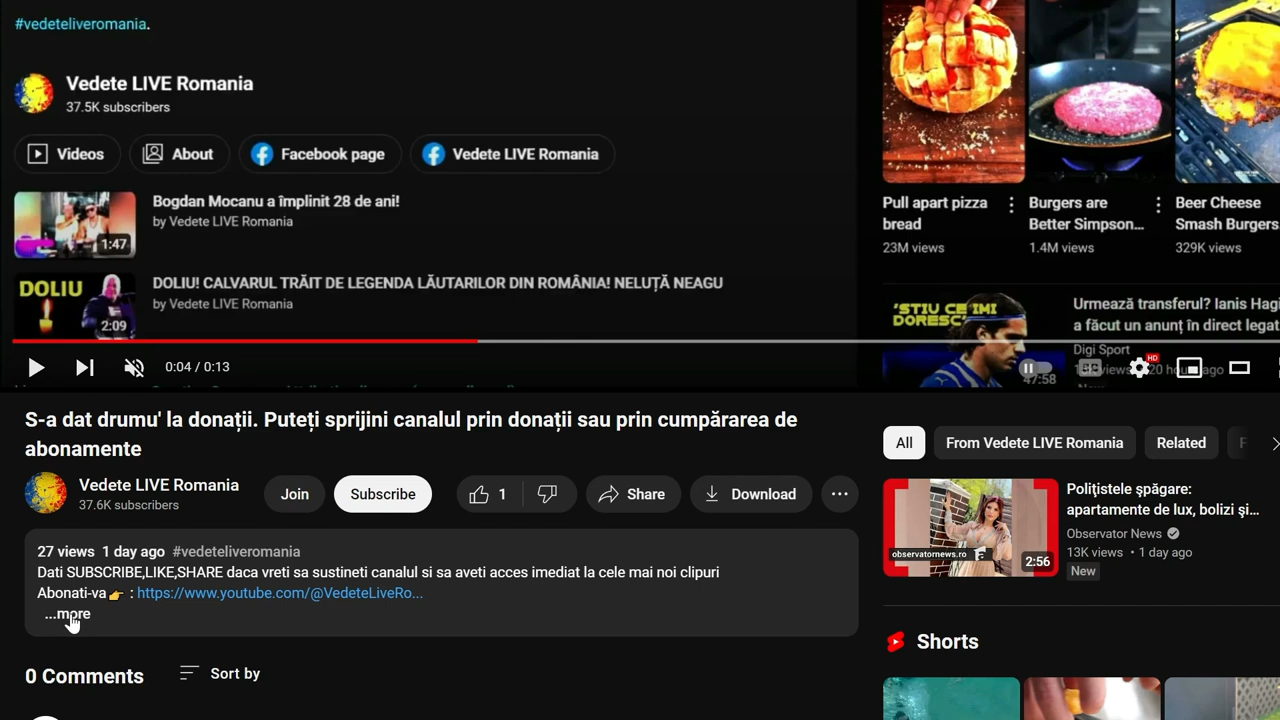 #vedeteliveromania.
Vedete LIVE Romania
37.5K subscribers
Videos
About
Facebook page
Vedete LIVE Romania
Bogdan Mocanu a împlinit 28 de ani!
by Vedete LIVE Romania
1:47
DOLIU! CALVARUL TRĂIT DE LEGENDA LĂUTARILOR DIN ROMÂNIA! NELUȚĂ NEAGU
by Vedete LIVE Romania
DOLIU
2:09
0:04 / 0:13
Pull apart pizza
bread
23M views
Burgers are
Better Simpson...
1.4M views
Beer Cheese
Smash Burgers
329K views
'STIU CE IMI
DORESC'
47:58
Urmează transferul? Ianis Hagi
a făcut un anunț în direct legat
Digi Sport
HD
S-a dat drumu' la donații. Puteți sprijini canalul prin donații sau prin cumpărarea de
abonamente
Vedete LIVE Romania
37.6K subscribers
Join
Subscribe
1
Share
Download
27 views 1 day ago #vedeteliveromania
Dati SUBSCRIBE,LIKE,SHARE daca vreti sa sustineti canalul si sa aveti acces imediat la cele mai noi clipuri
Abonati-va👉 : https://www.youtube.com/@VedeteLiveRo...
...more
0 Comments
Sort by
All
From Vedete LIVE Romania
Related
observatornews.ro
2:56
Polițistele șpăgare:
apartamente de lux, bolizi și...
Observator News
13K views • 1 day ago
New
Shorts